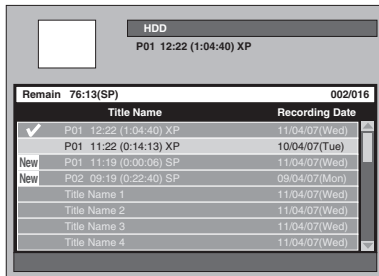 HDD
P01 12:22 (1:04:40) XP
Remain 76:13(SP) 002/016
Title Name Recording Date
P01 12:22 (1:04:40) XP 11/04/07(Wed)
P01 11:22 (0:14:13) XP 10/04/07(Tue)
New P01 11:19 (0:00:06) SP 11/04/07(Wed)
New P02 09:19 (0:22:40) SP 09/04/07(Mon)
Title Name 1 11/04/07(Wed)
Title Name 2 11/04/07(Wed)
Title Name 3 11/04/07(Wed)
Title Name 4 11/04/07(Wed)